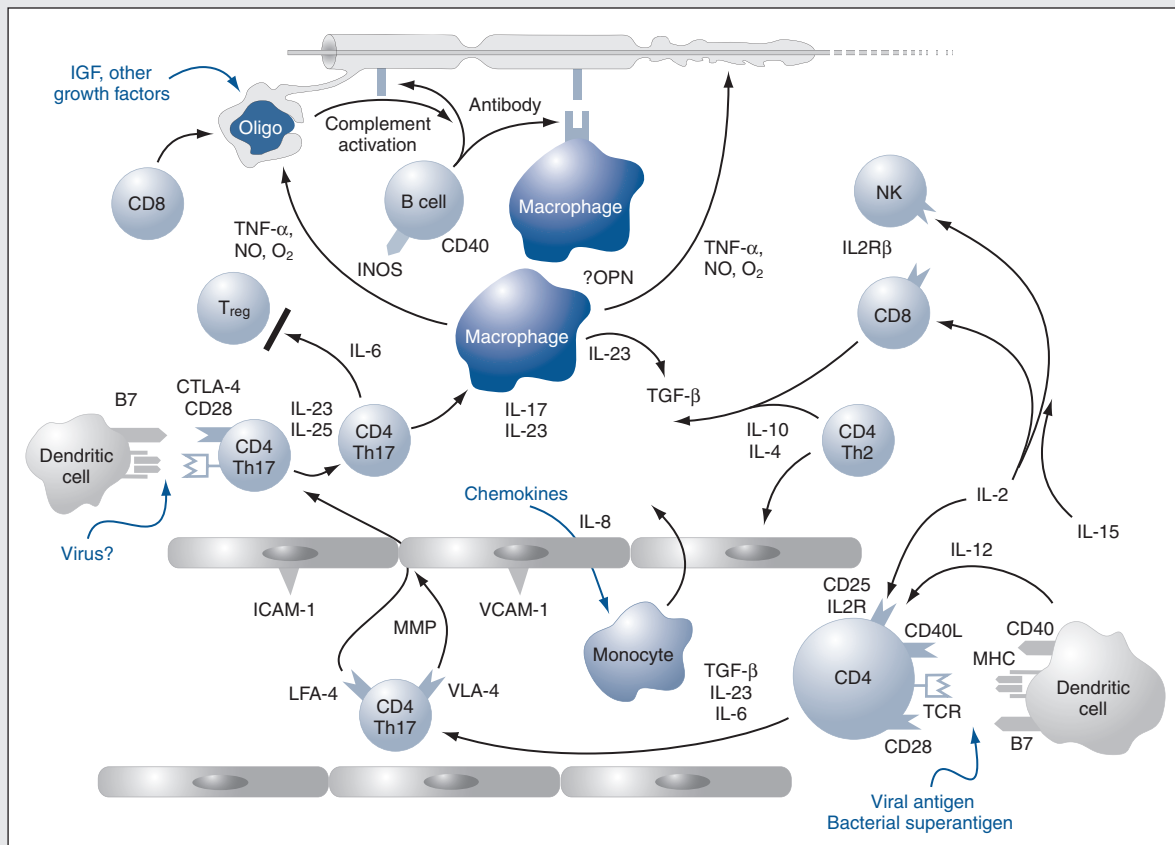 IGF, other
growth factors
Oligo
Complement
activation
Antibody
CD8
B cell
Macrophage
NK
TNF-α,
NO, O2
CD40
INOS
?OPN
TNF-α,
NO, O2
IL2Rβ
Treg
CD8
Macrophage
IL-6
IL-23
TGF-β
B7
CTLA-4
CD28
IL-23
IL-25
IL-17
IL-23
Dendritic
cell
CD4
Th17
CD4
Th17
IL-10
IL-4
CD4
Th2
Chemokines
IL-8
IL-2
IL-15
Virus?
IL-12
ICAM-1
VCAM-1
CD25
IL2R
MMP
CD40L
CD40
Monocyte
MHC
LFA-4
VLA-4
CD4
Th17
TGF-β
IL-23
IL-6
CD4
TCR
Dendritic
cell
CD28
B7
Viral antigen
Bacterial superantigen